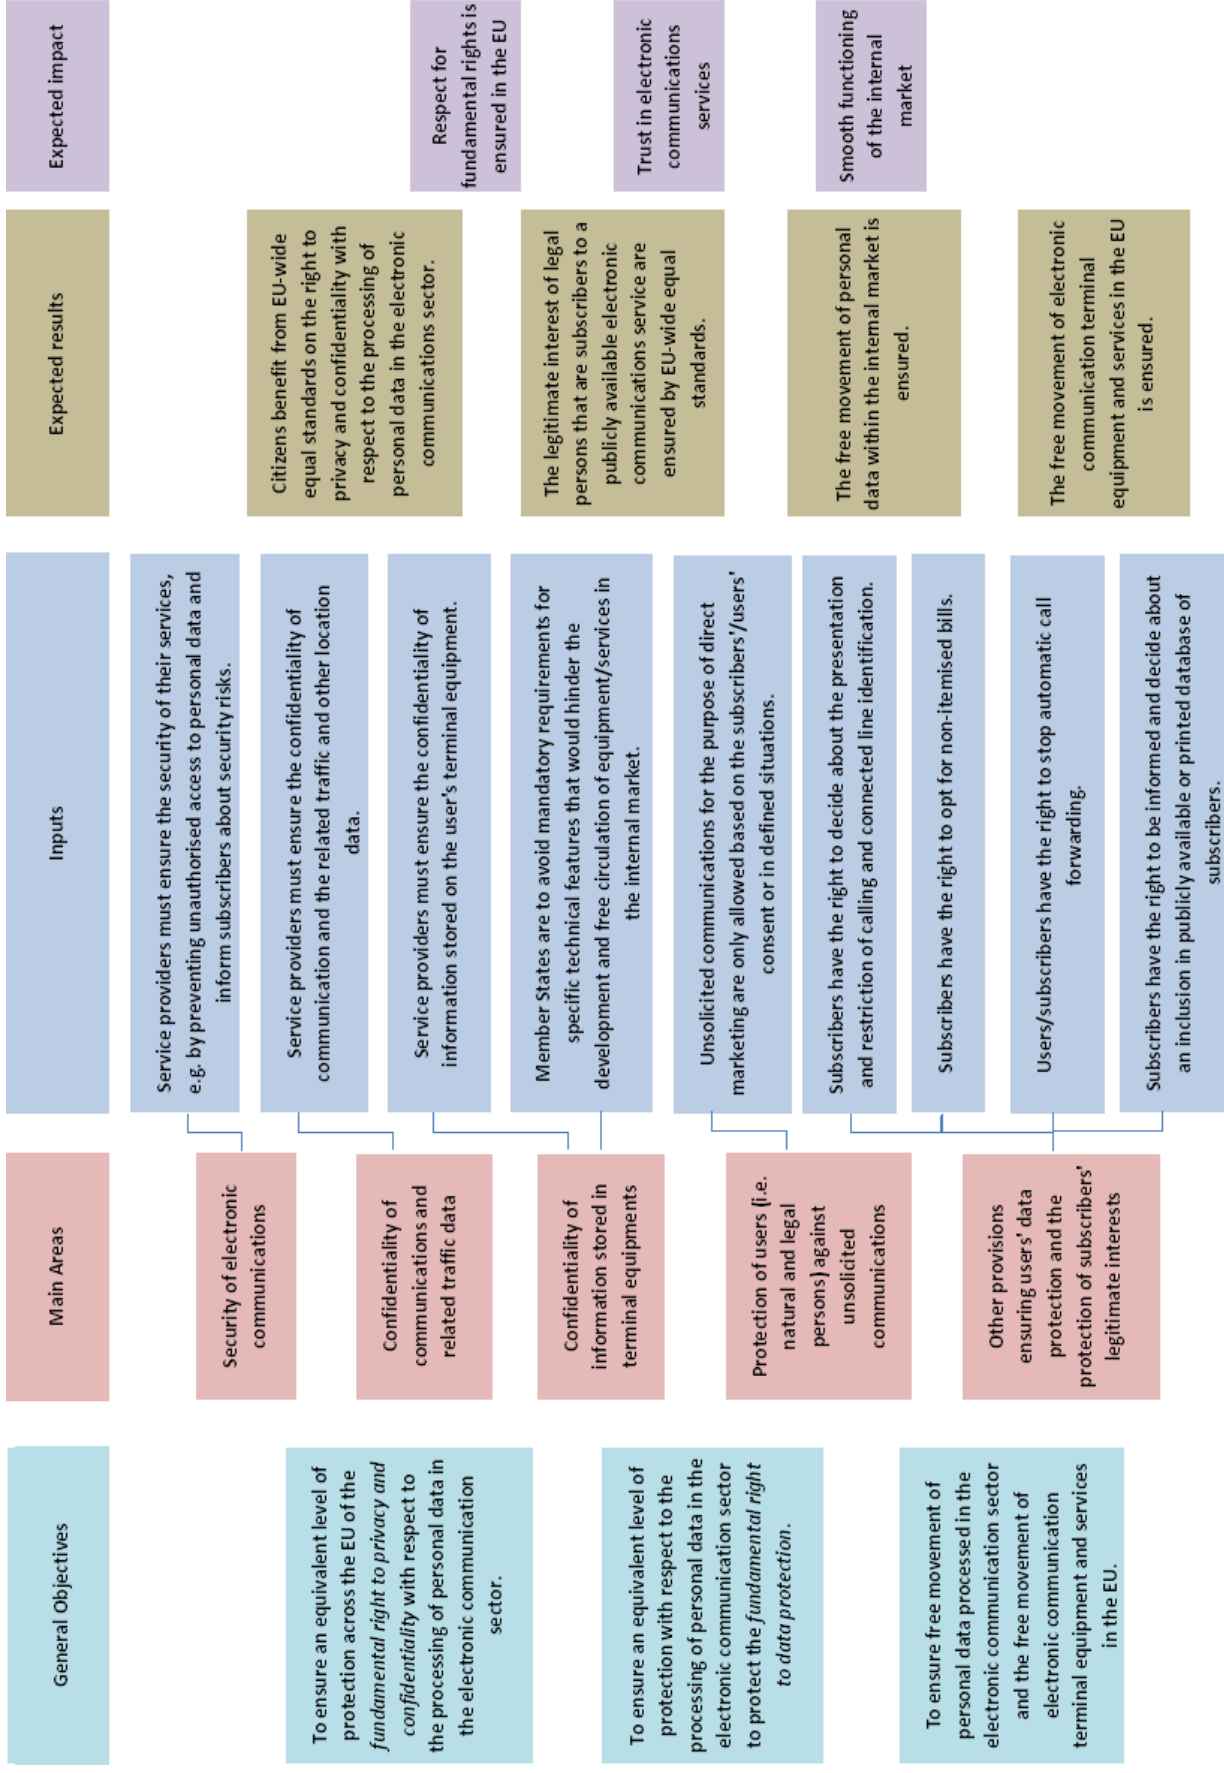 General Objectives
To ensure an equivalent level of
protection across the EU of the
fundamental right to privacy and
confidentiality with respect to
the processing of personal data in
the electronic communication
sector.
To ensure an equivalent level of
protection with respect to the
processing of personal data in the
electronic communication sector
to protect the fundamental right
to data protection.
To ensure free movement of
personal data processed in the
electronic communication sector
and the free movement of
electronic communication
terminal equipment and services
in the EU.
Main Areas
Security of electronic
communications
Confidentiality of
communications and
related traffic data
Confidentiality of
information stored in
terminal equipments
Protection of users (i.e.
natural and legal
persons) against
unsolicited
communications
Other provisions
ensuring users' data
protection and the
protection of subscribers'
legitimate interests
Inputs
Service providers must ensure the security of their services,
e.g. by preventing unauthorised access to personal data and
inform subscribers about security risks.
Service providers must ensure the confidentiality of
communication and the related traffic and other location
data.
Service providers must ensure the confidentiality of
information stored on the user's terminal equipment.
Member States are to avoid mandatory requirements for
specific technical features that would hinder the
development and free circulation of equipment/services in
the internal market.
Unsolicited communications for the purpose of direct
marketing are only allowed based on the subscribers'/users'
consent or in defined situations.
Subscribers have the right to decide about the presentation
and restriction of calling and connected line identification.
Subscribers have the right to opt for non-itemised bills.
Users/subscribers have the right to stop automatic call
forwarding.
Subscribers have the right to be informed and decide about
an inclusion in publicly available or printed database of
subscribers.
Expected results
Citizens benefit from EU-wide
equal standards on the right to
privacy and confidentiality with
respect to the processing of
personal data in the electronic
communications sector.
The legitimate interest of legal
persons that are subscribers to a
publicly available electronic
communications service are
ensured by EU-wide equal
standards.
The free movement of personal
data within the internal market is
ensured.
The free movement of electronic
communication terminal
equipment and services in the EU
is ensured.
Expected impact
Respect for
fundamental rights is
ensured in the EU
Trust in electronic
communications
services
Smooth functioning
of the internal
market